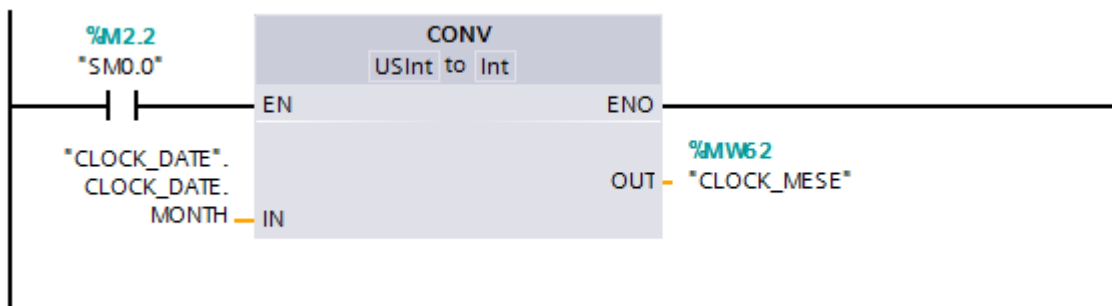 %M2.2
"SM0.0"
CONV
USInt to Int
EN
ENO
"CLOCK_DATE".
CLOCK_DATE.
MONTH
IN
OUT
%MW62
"CLOCK_MESE"